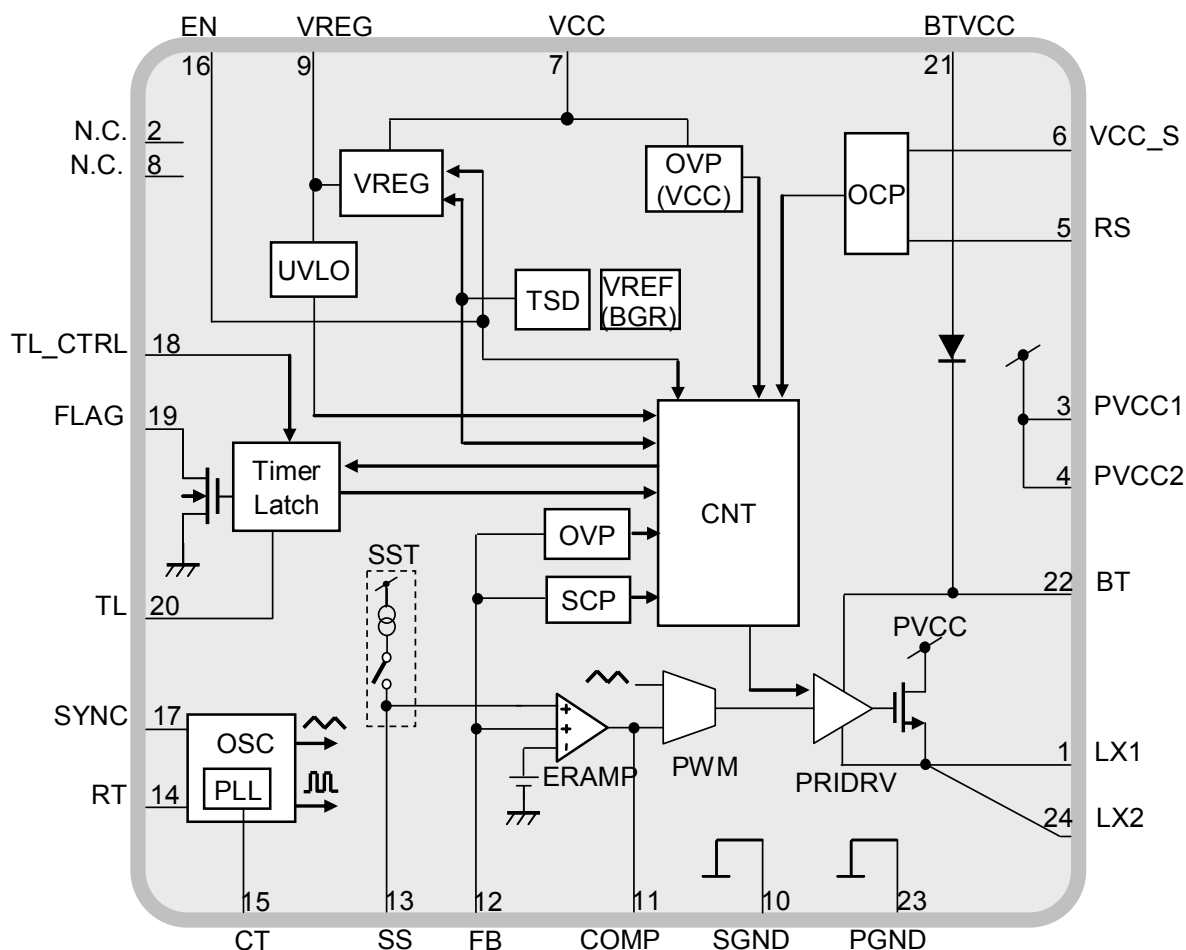 EN VREG VCC BTVCC
16 9 7 21
N.C. 2
N.C. 8
6 VCC_S
5 RS
VREG
OVP
(VCC)
OCP
UVLO
TSD
VREF
(BGR)
TL_CTRL 18
FLAG 19
3 PVCC1
4 PVCC2
Timer
Latch
CNT
OVP
SST
SCP
TL 20
22 BT
PVCC
SYNC 17
OSC
PLL
RT 14
ERAMP
+
+
-
PWM
PRIDRV
1 LX1
24 LX2
15 13 12 11 10 23
CT SS FB COMP SGND PGND